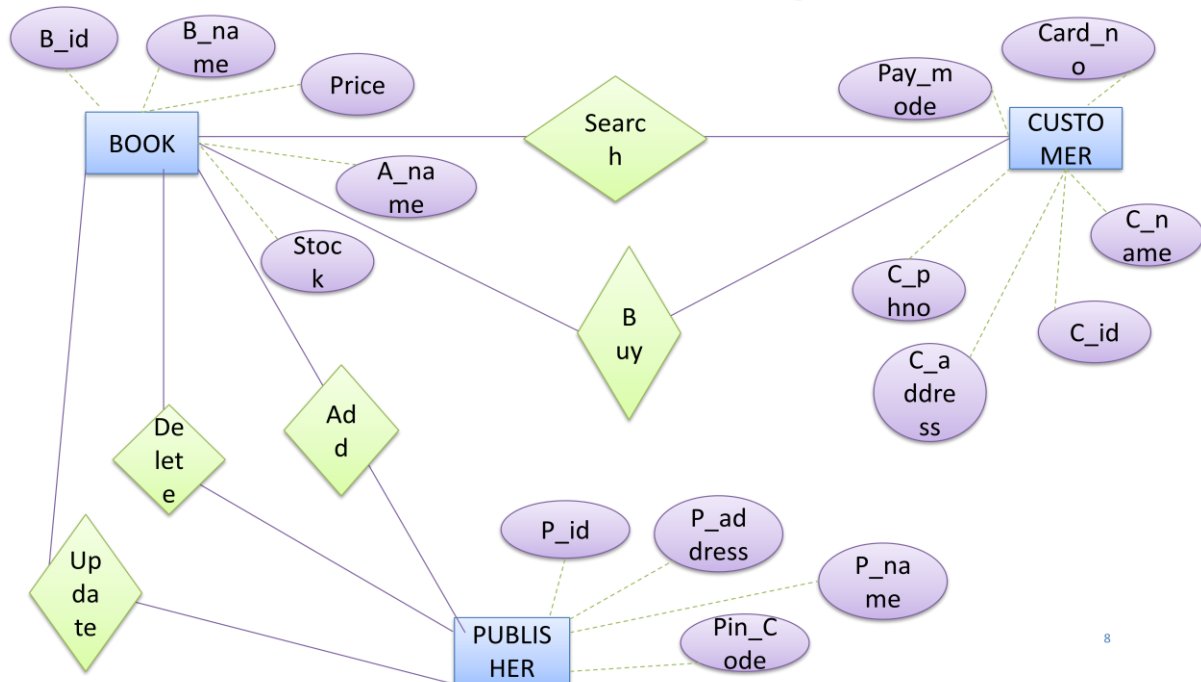 B_id
B_na
me
Price
Card_n
o
Pay_m
ode
BOOK
Searc
h
CUSTO
MER
A_na
me
C_n
ame
Stoc
k
C_p
hno
B
uy
C_id
C_a
ddre
ss
Ad
d
De
let
e
P_id
P_ad
dress
Up
da
te
P_na
me
PUBLIS
HER
Pin_C
ode
8